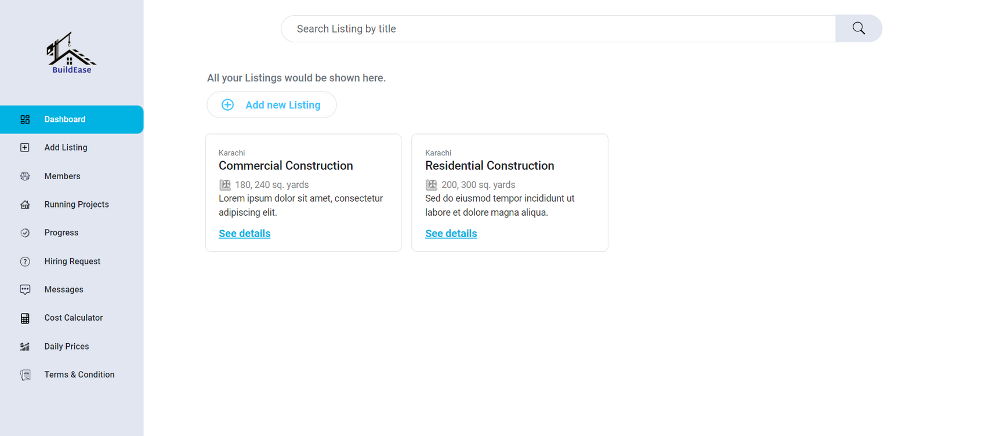 BuildEase
Dashboard
Add Listing
Members
Running Projects
Progress
Hiring Request
Messages
Cost Calculator
Daily Prices
Terms & Condition
Search Listing by title
All your Listings would be shown here.
Add new Listing
Karachi
Commercial Construction
180, 240 sq. yards
Lorem ipsum dolor sit amet, consectetur
adipiscing elit.
See details
Karachi
Residential Construction
200, 300 sq. yards
Sed do eiusmod tempor incididunt ut
labore et dolore magna aliqua.
See details